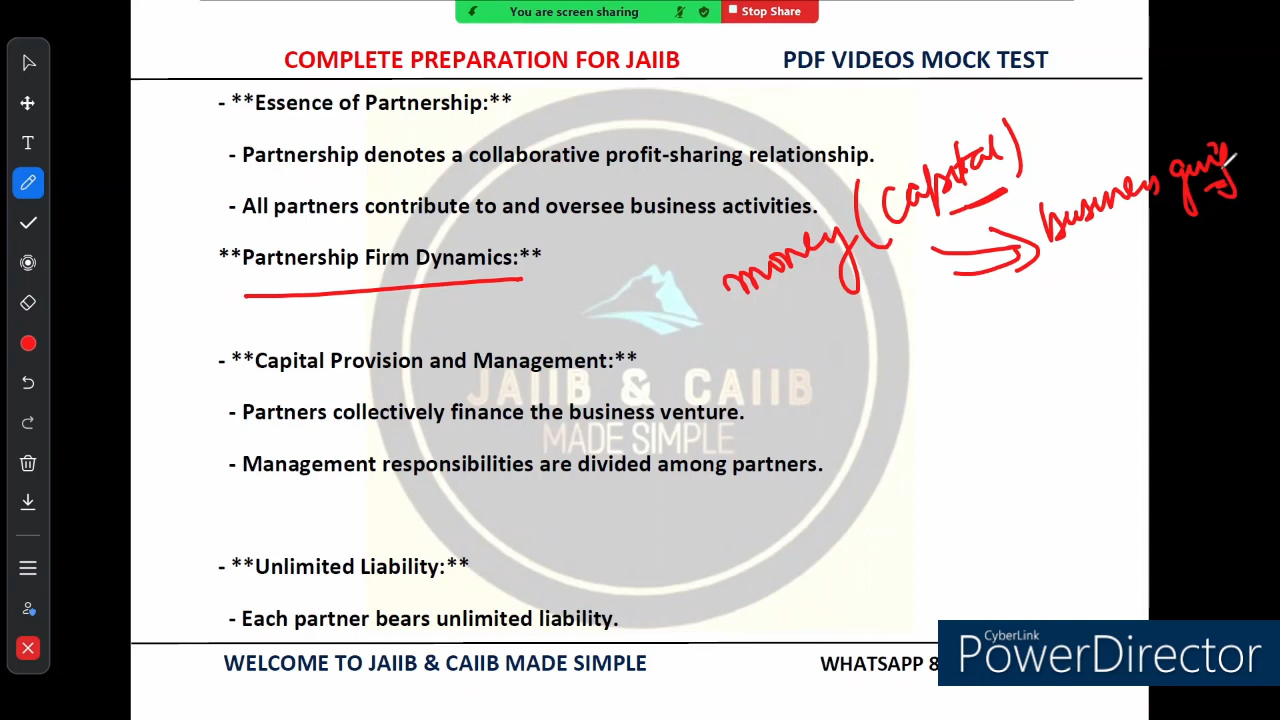 You are screen sharing Stop Share
COMPLETE PREPARATION FOR JAIIB PDF VIDEOS MOCK TEST
- **Essence of Partnership:**
- Partnership denotes a collaborative profit-sharing relationship.
- All partners contribute to and oversee business activities.
money (capital) business
**Partnership Firm Dynamics:**
- **Capital Provision and Management:**
JAIIB & CAIIB
- Partners collectively finance the business venture.
MADE SIMPLE
- Management responsibilities are divided among partners.
- **Unlimited Liability:**
- Each partner bears unlimited liability.
WELCOME TO JAIIB & CAIIB MADE SIMPLE WHATSAPP 8
CyberLink
PowerDirector
T